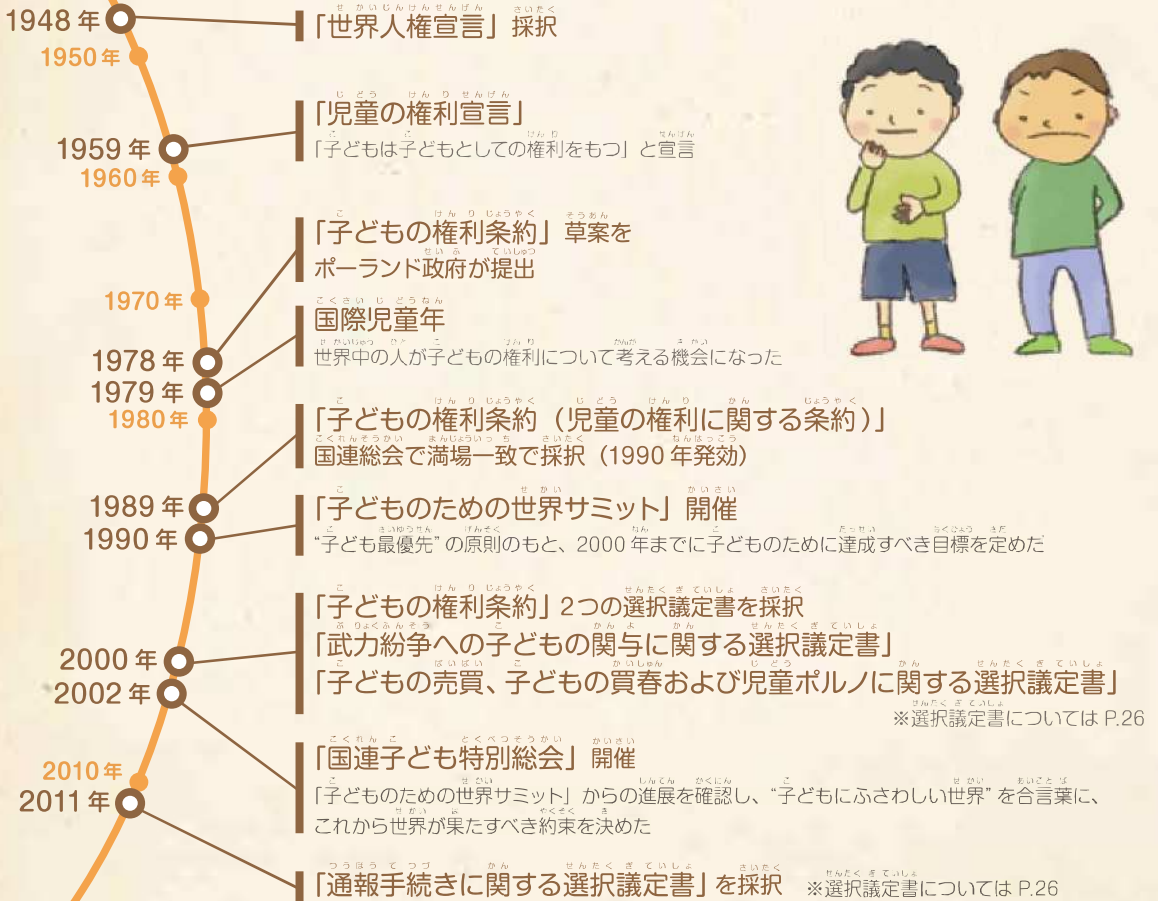 1948年
「世界人権宣言」採択
1950年
1959年
「児童の権利宣言」
「子どもは子どもとしての権利をもつ」と宣言
1960年
1970年
1978年
「子どもの権利条約」草案を
ポーランド政府が提出
1979年
国際児童年
世界中の人が子どもの権利について考える機会になった
1980年
1989年
「子どもの権利条約（児童の権利に関する条約）」
国連総会で満場一致で採択（1990年発効）
1990年
「子どものための世界サミット」開催
“子ども最優先”の原則のもと、2000年までに子どものために達成すべき目標を定めた
2000年
「子どもの権利条約」2つの選択議定書を採択
「武力紛争への子どもの関与に関する選択議定書」
「子どもの売買、子どもの買春および児童ポルノに関する選択議定書」
※選択議定書については P.26
2002年
「国連子ども特別総会」開催
「子どものための世界サミット」からの進展を確認し、“子どもにふさわしい世界”を合言葉に、
これから世界が果たすべき約束を決めた
2010年
2011年
「通報手続きに関する選択議定書」を採択 ※選択議定書については P.26